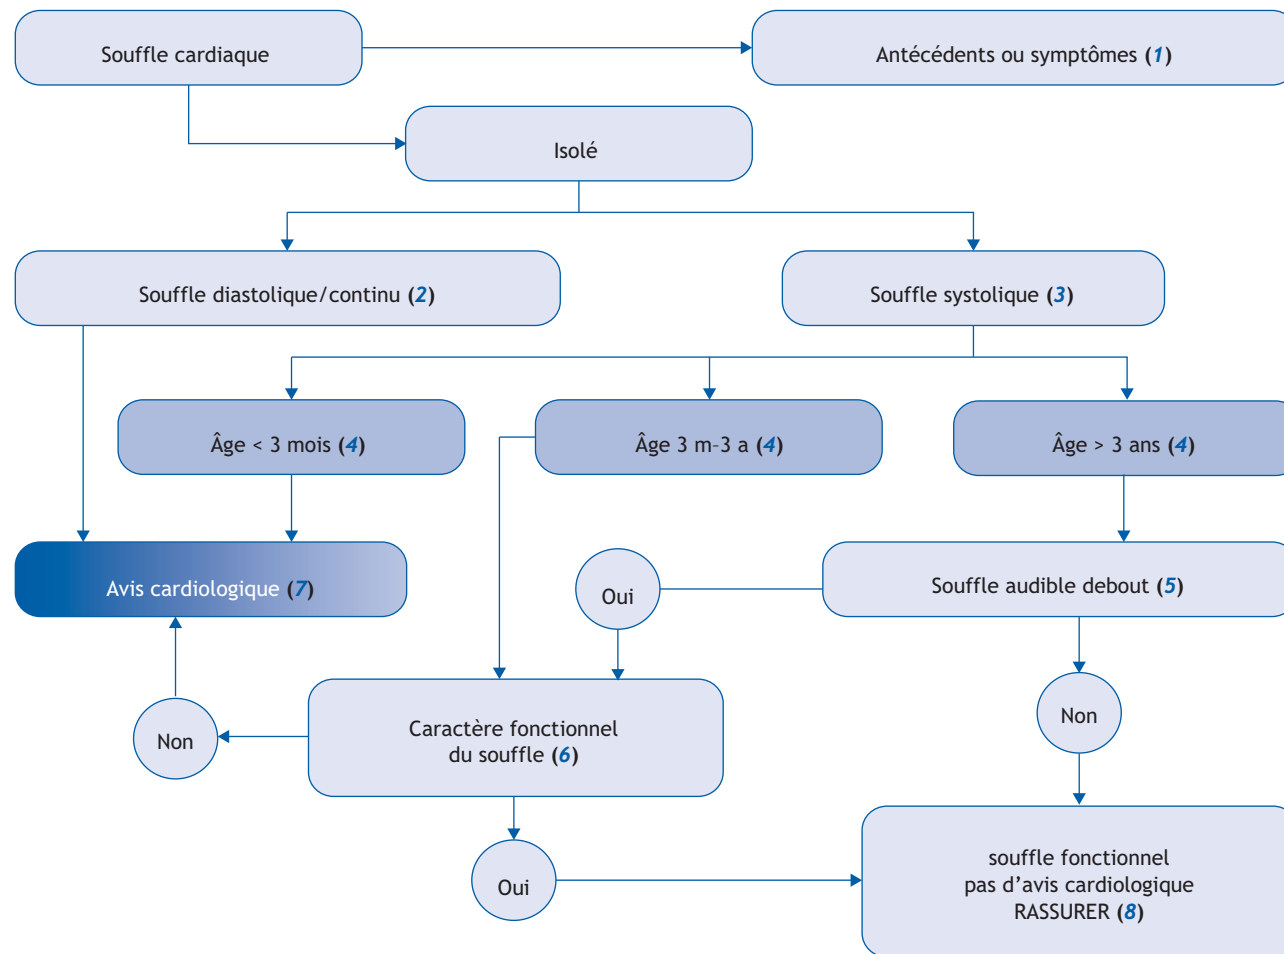 Souffle cardiaque
Antécédents ou symptômes (1)
Isolé
Souffle diastolique/continu (2)
Souffle systolique (3)
Âge < 3 mois (4)
Âge 3 m–3 a (4)
Âge > 3 ans (4)
Avis cardiologique (7)
Oui
Souffle audible debout (5)
Non
Caractère fonctionnel
du souffle (6)
Non
Oui
souffle fonctionnel
pas d'avis cardiologique
RASSURER (8)